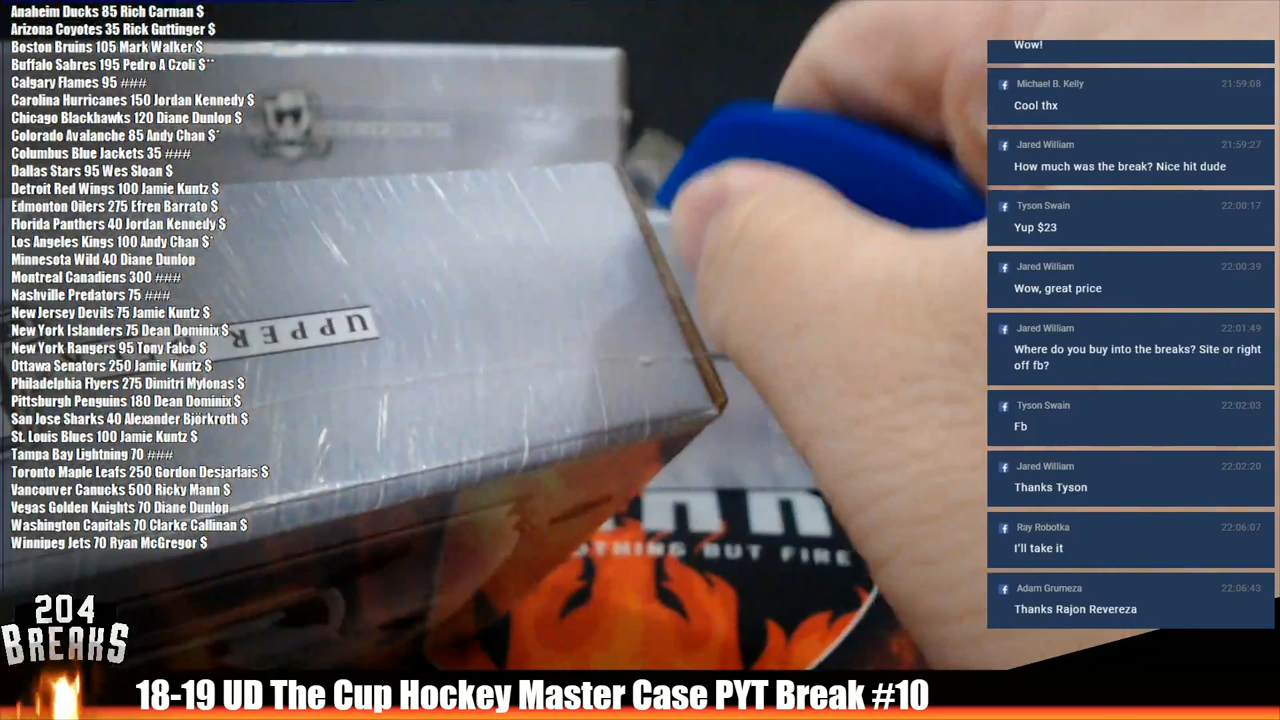 Anaheim Ducks 85 Rich Carman $
Arizona Coyotes 35 Rick Guttinger $
Boston Bruins 105 Mark Walker $
Buffalo Sabres 195 Pedro A Czoli $**
Calgary Flames 95 ###
Carolina Hurricanes 150 Jordan Kennedy $
Chicago Blackhawks 120 Diane Dunlop $
Colorado Avalanche 85 Andy Chan $*
Columbus Blue Jackets 35 ###
Dallas Stars 95 Wes Sloan $
Detroit Red Wings 100 Jamie Kuntz $
Edmonton Oilers 275 Efren Barrato $
Florida Panthers 40 Jordan Kennedy $
Los Angeles Kings 100 Andy Chan $*
Minnesota Wild 40 Diane Dunlop
Montreal Canadiens 300 ###
Nashville Predators 75 ###
New Jersey Devils 75 Jamie Kuntz $
New York Islanders 75 Dean Dominix $
New York Rangers 95 Tony Falco $
Ottawa Senators 250 Jamie Kuntz $
Philadelphia Flyers 275 Dimitri Mylonas $
Pittsburgh Penguins 180 Dean Dominix $
San Jose Sharks 40 Alexander Björkroth $
St. Louis Blues 100 Jamie Kuntz $
Tampa Bay Lightning 70 ###
Toronto Maple Leafs 250 Gordon Desjarlais $
Vancouver Canucks 500 Ricky Mann $
Vegas Golden Knights 70 Diane Dunlop
Washington Capitals 70 Clarke Callinan $
Winnipeg Jets 70 Ryan McGregor $
UPPER
NOTHING BUT FIRE
Wow!
Michael B. Kelly 21:59:08
Cool thx
Jared William 21:59:27
How much was the break? Nice hit dude
Tyson Swain 22:00:17
Yup $23
Jared William 22:00:39
Wow, great price
Jared William 22:01:49
Where do you buy into the breaks? Site or right
off fb?
Tyson Swain 22:02:03
Fb
Jared William 22:02:20
Thanks Tyson
Ray Robotka 22:06:07
I'll take it
Adam Grumeza 22:06:43
Thanks Rajon Revereza
204
BREAKS
18-19 UD The Cup Hockey Master Case PYT Break #10